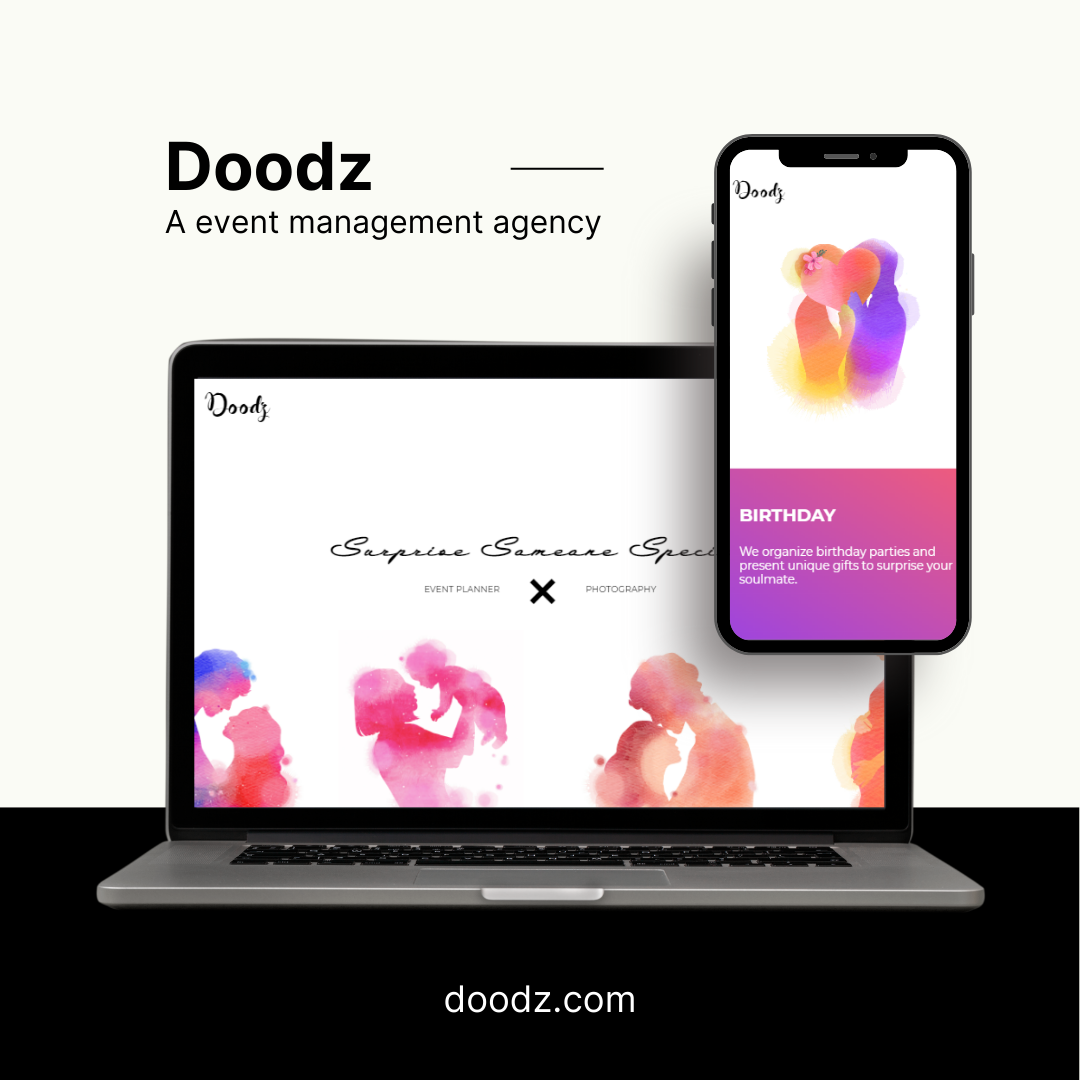 Doodz
A event management agency
Doodz
BIRTHDAY
We organize birthday parties and
present unique gifts to surprise your
soulmate.
Doodz
Surprise Someone Speci
EVENT PLANNER
PHOTOGRAPHY
doodz.com